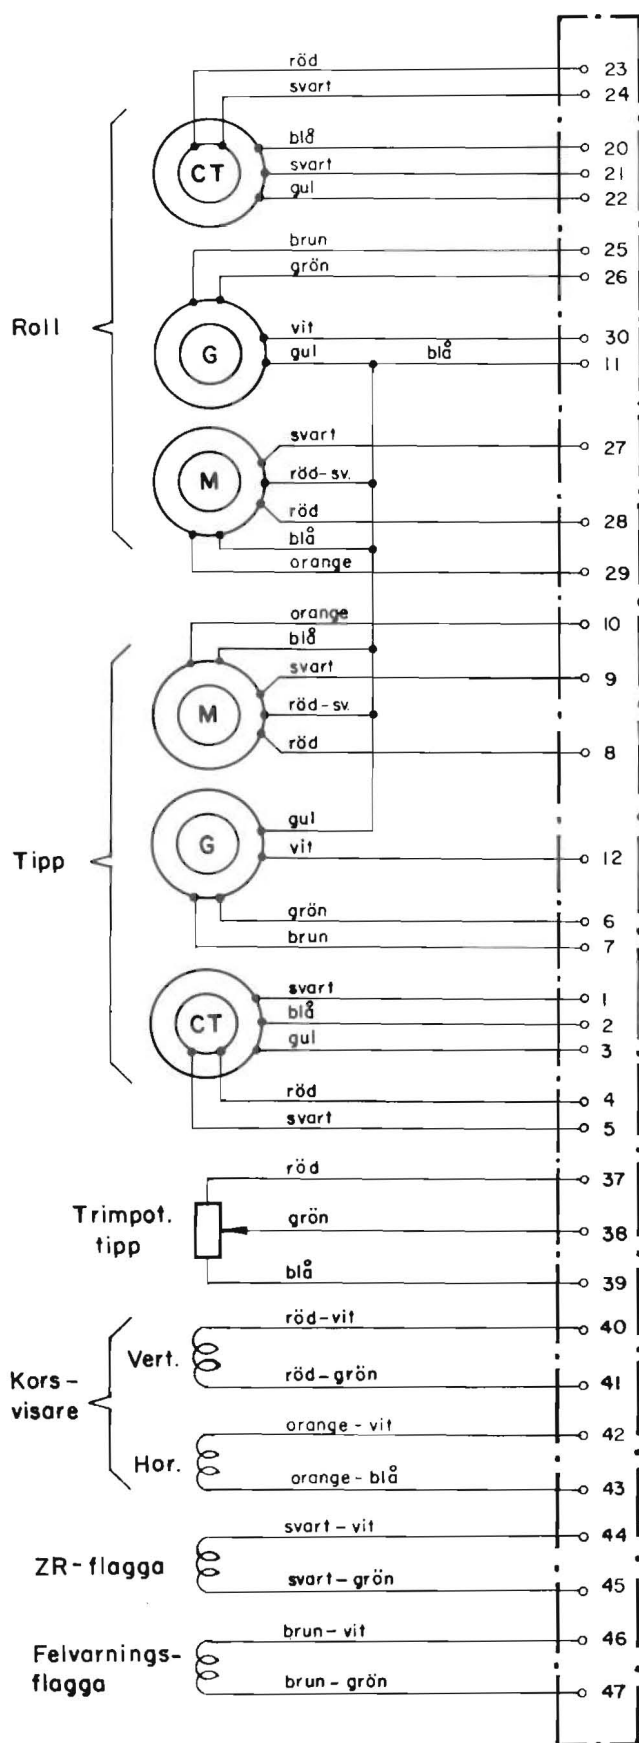 röd 23
svart 24
blå 20
CT svart 21
gul 22
brun 25
grön 26
Roll
vit 30
G gul blå 11
svart 27
M röd-sv.
röd 28
blå
orange 29
orange 10
blå
svart 9
M röd-sv.
röd 8
gul
G
Tipp vit 12
grön 6
brun 7
svart 1
CT blå 2
gul 3
röd 4
svart 5
röd 37
Trimpot. grön 38
tipp
blå 39
röd-vit 40
Vert.
Kors- röd-grön 41
visare
orange-vit 42
Hor.
orange-blå 43
svart-vit 44
ZR-flagga
svart-grön 45
brun-vit 46
Felvarnings-
flagga brun-grön 47